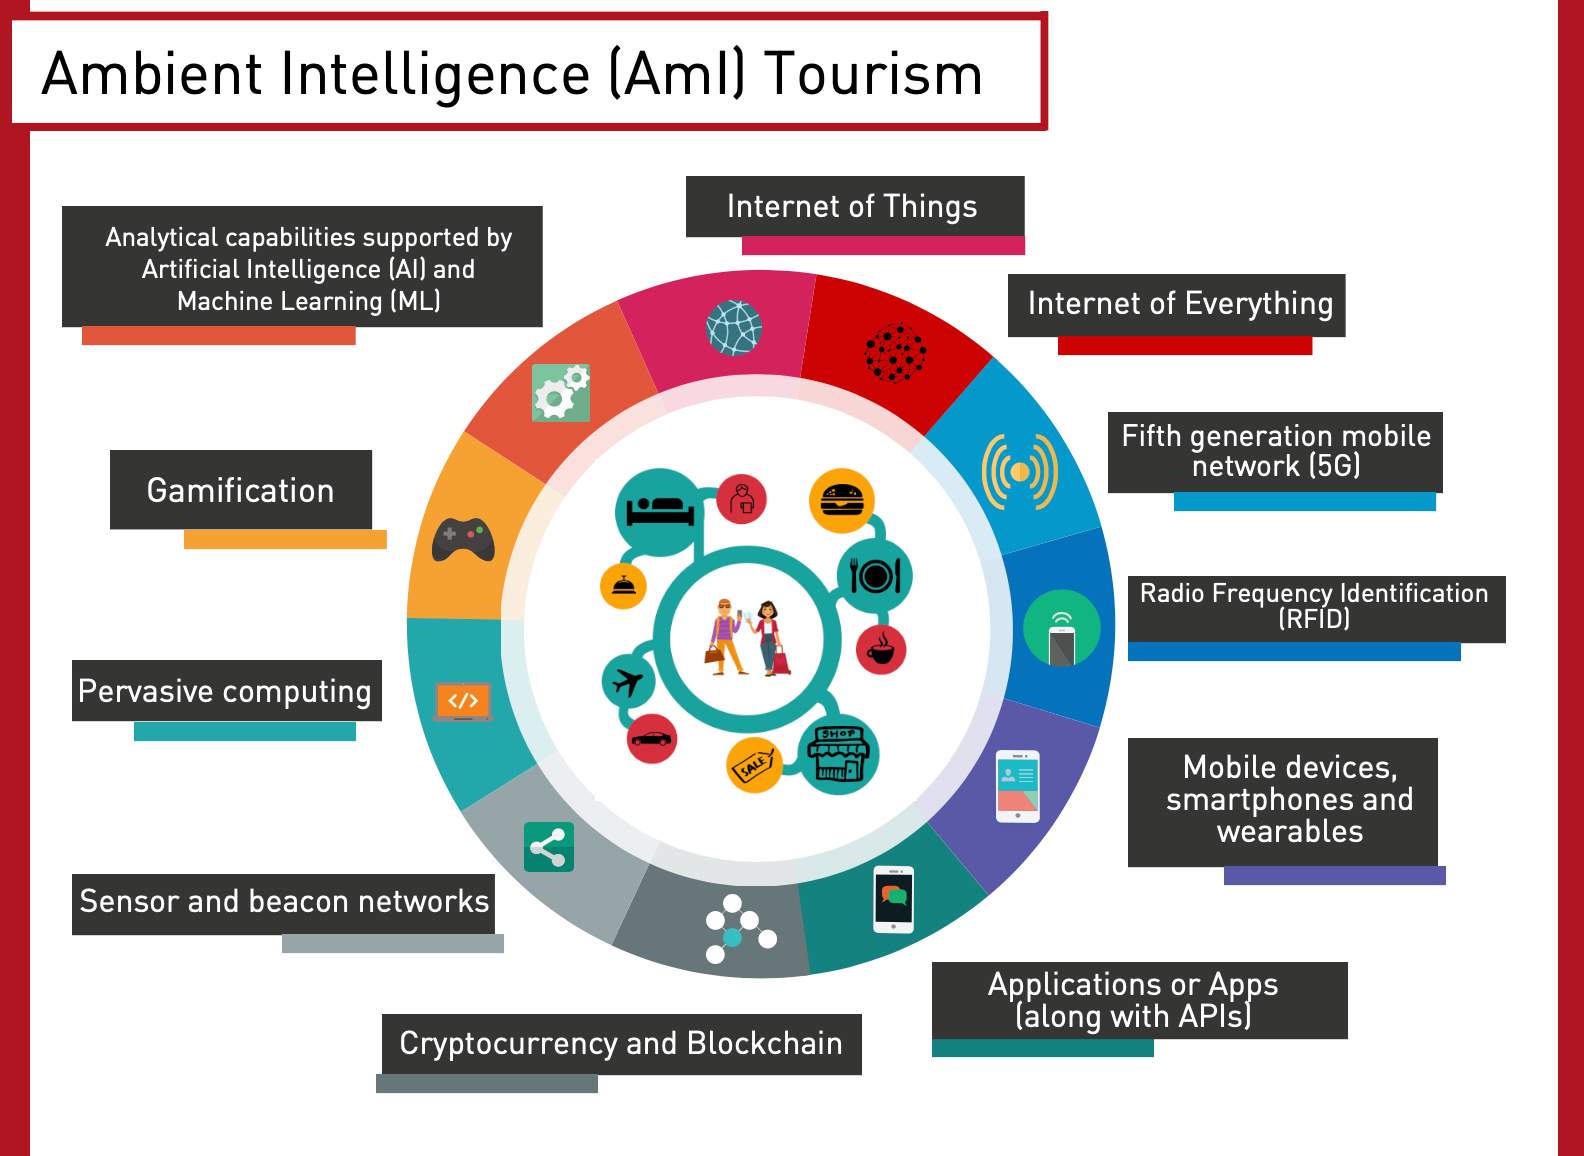 Ambient Intelligence (AmI) Tourism
Internet of Things
Analytical capabilities supported by
Artificial Intelligence (AI) and
Machine Learning (ML)
Internet of Everything
Fifth generation mobile
network (5G)
Gamification
Radio Frequency Identification
(RFID)
Pervasive computing
</>
SHOP
SALE
Mobile devices,
smartphones and
wearables
Sensor and beacon networks
Applications or Apps
(along with APIs)
Cryptocurrency and Blockchain